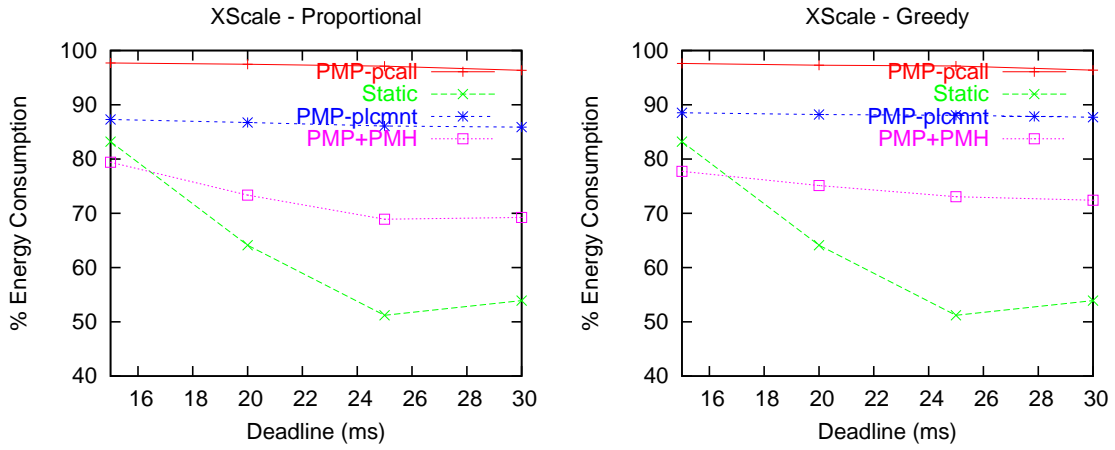 XScale - Proportional
100
90
80
70
60
50
40
% Energy Consumption
PMP-pcall
Static
PMP-plcmnt
PMP+PMH
16 18 20 22 24 26 28 30
Deadline (ms)
XScale - Greedy
100
90
80
70
60
50
40
% Energy Consumption
PMP-pcall
Static
PMP-plcmnt
PMP+PMH
16 18 20 22 24 26 28 30
Deadline (ms)